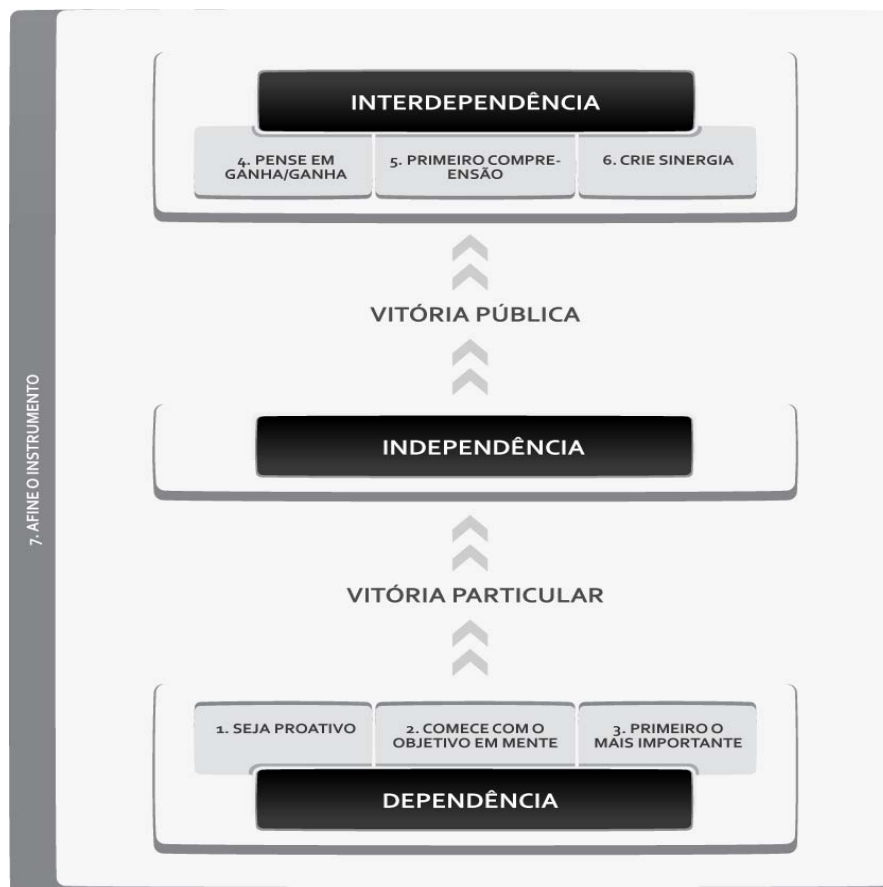 INTERDEPENDÊNCIA
4. PENSE EM
GANHA/GANHA
5. PRIMEIRO COMPRE-
ENSÃO
6. CRIE SINERGIA
VITÓRIA PÚBLICA
7. AFINE O INSTRUMENTO
INDEPENDÊNCIA
VITÓRIA PARTICULAR
1. SEJA PROATIVO
2. COMECE COM O
OBJETIVO EM MENTE
3. PRIMEIRO O
MAIS IMPORTANTE
DEPENDÊNCIA